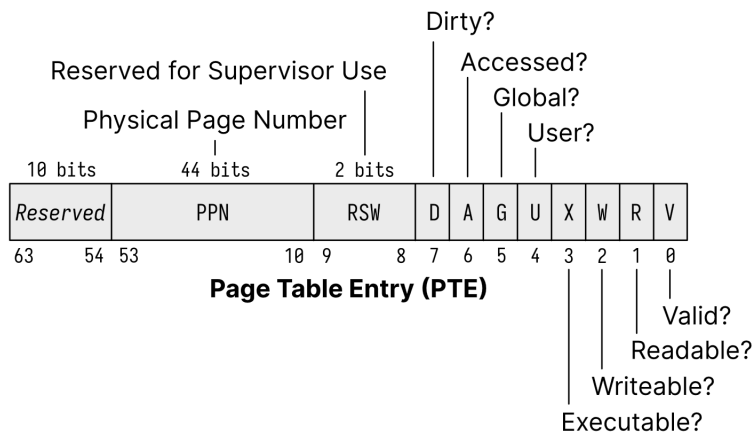 Dirty?
Reserved for Supervisor Use
Accessed?
Global?
Physical Page Number
User?
10 bits 44 bits 2 bits
Reserved PPN RSW D A G U X W R V
63 54 53 10 9 8 7 6 5 4 3 2 1 0
Page Table Entry (PTE)
Valid?
Readable?
Writeable?
Executable?